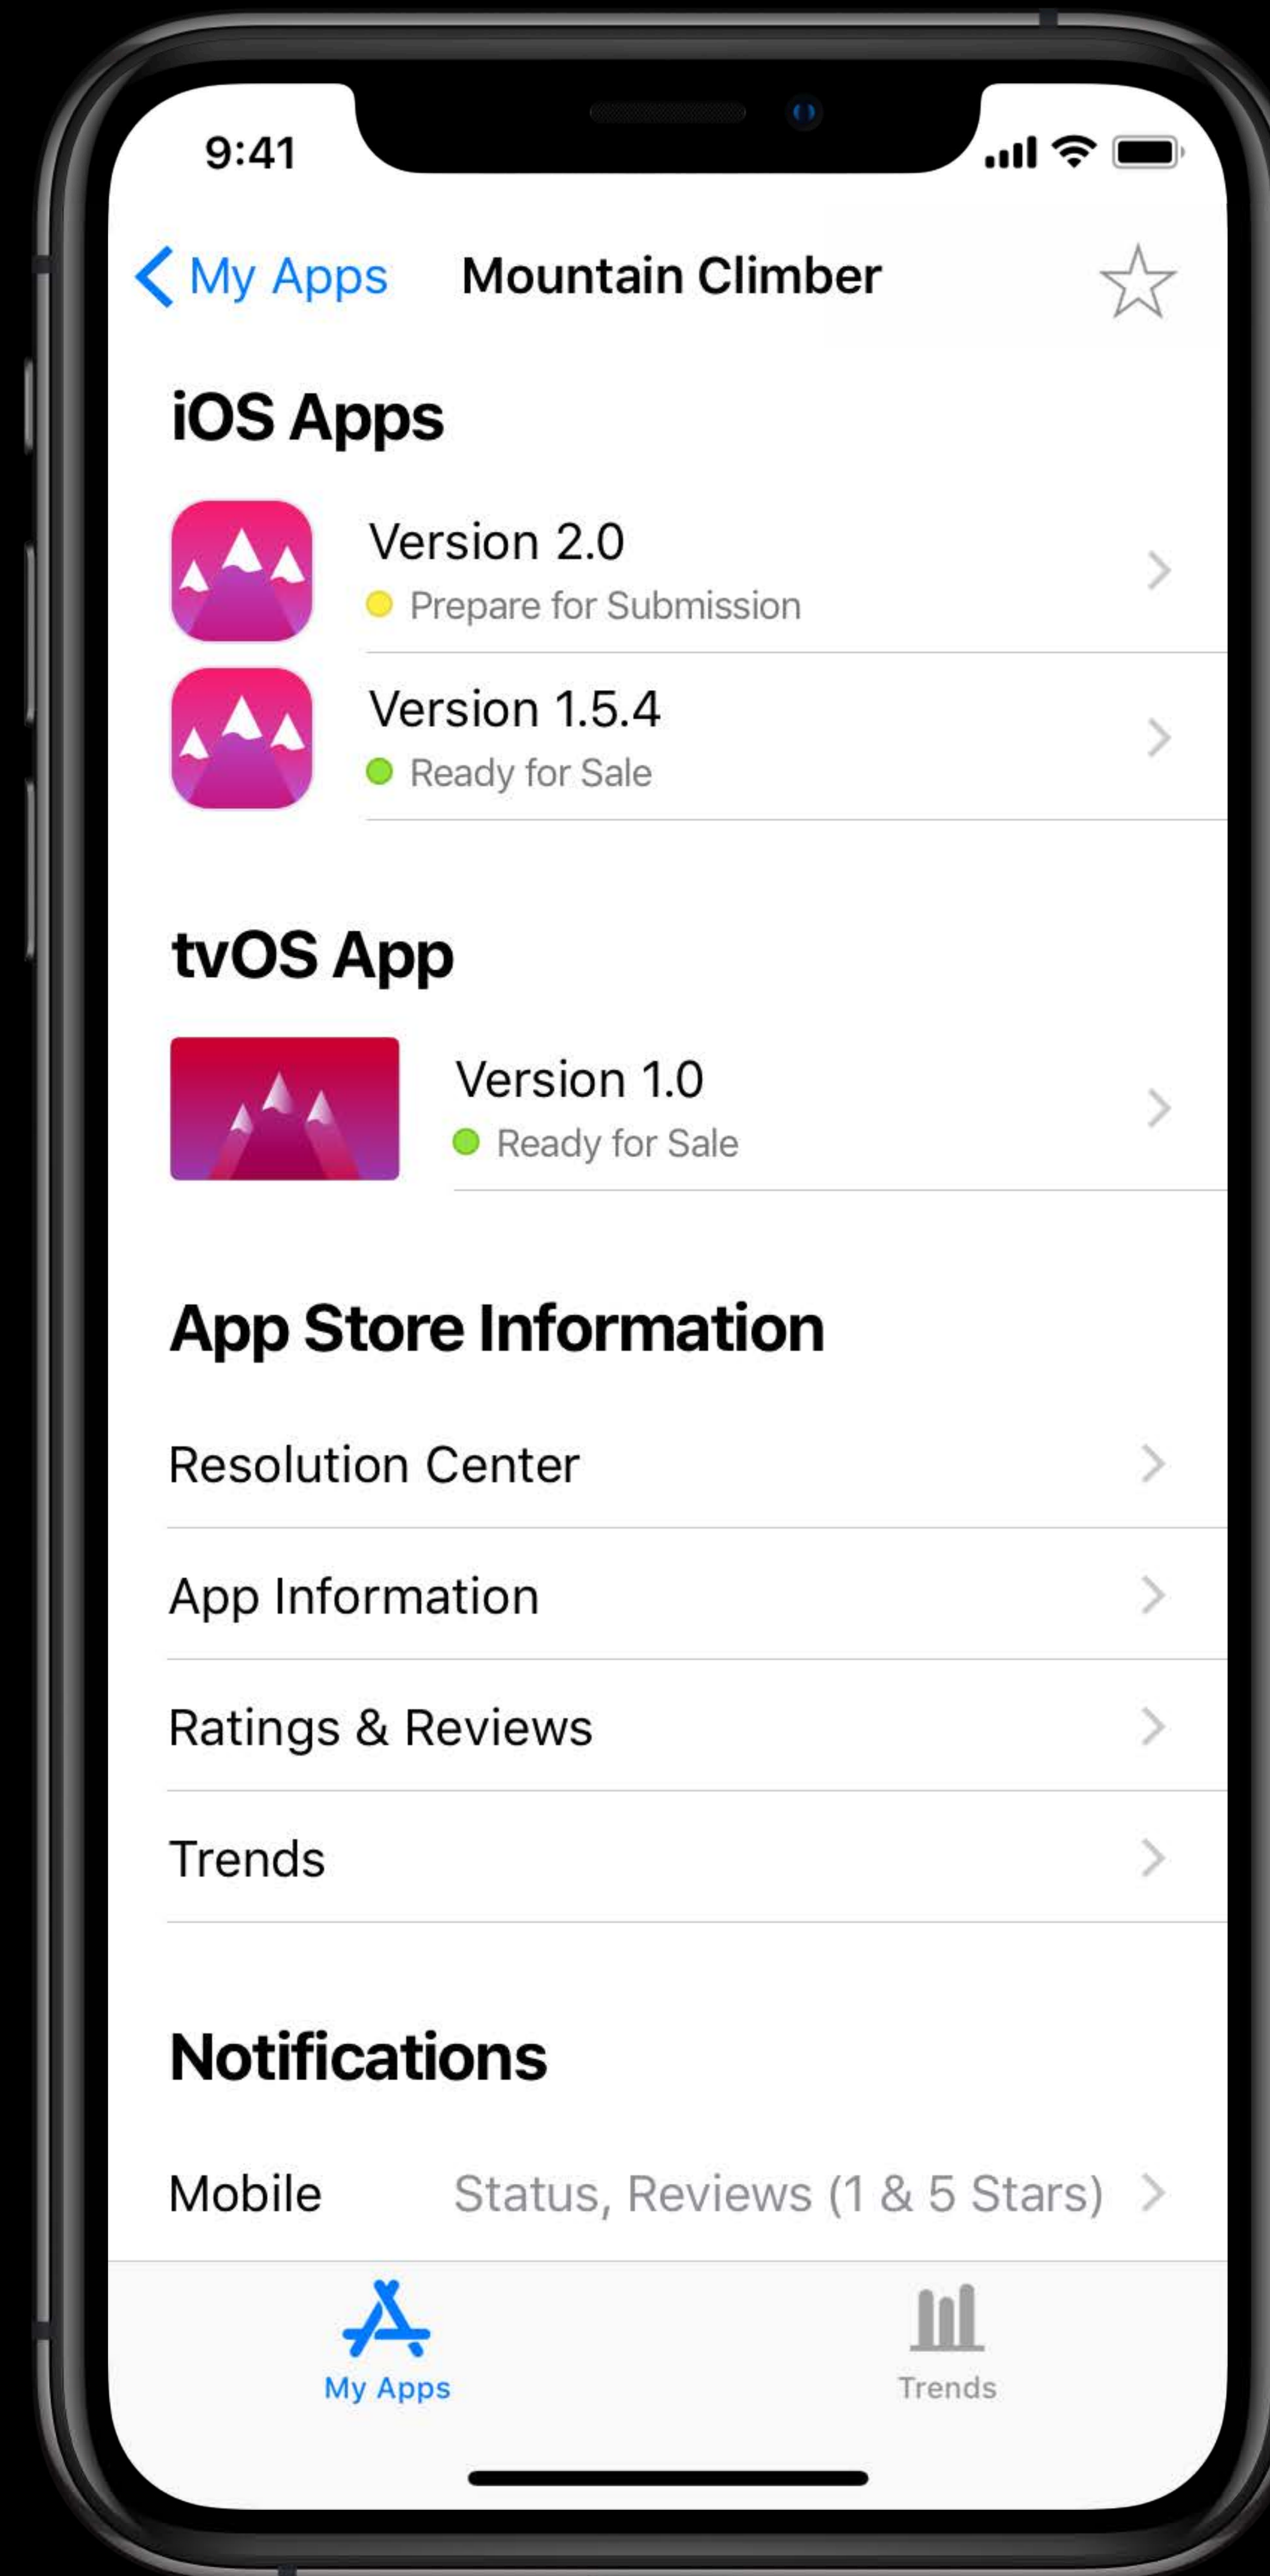 9:41
My Apps
Mountain Climber
iOS Apps
Version 2.0
Prepare for Submission
Version 1.5.4
Ready for Sale
tvOS App
Version 1.0
Ready for Sale
App Store Information
Resolution Center
App Information
Ratings & Reviews
Trends
Notifications
Mobile Status, Reviews (1 & 5 Stars)
My Apps
Trends